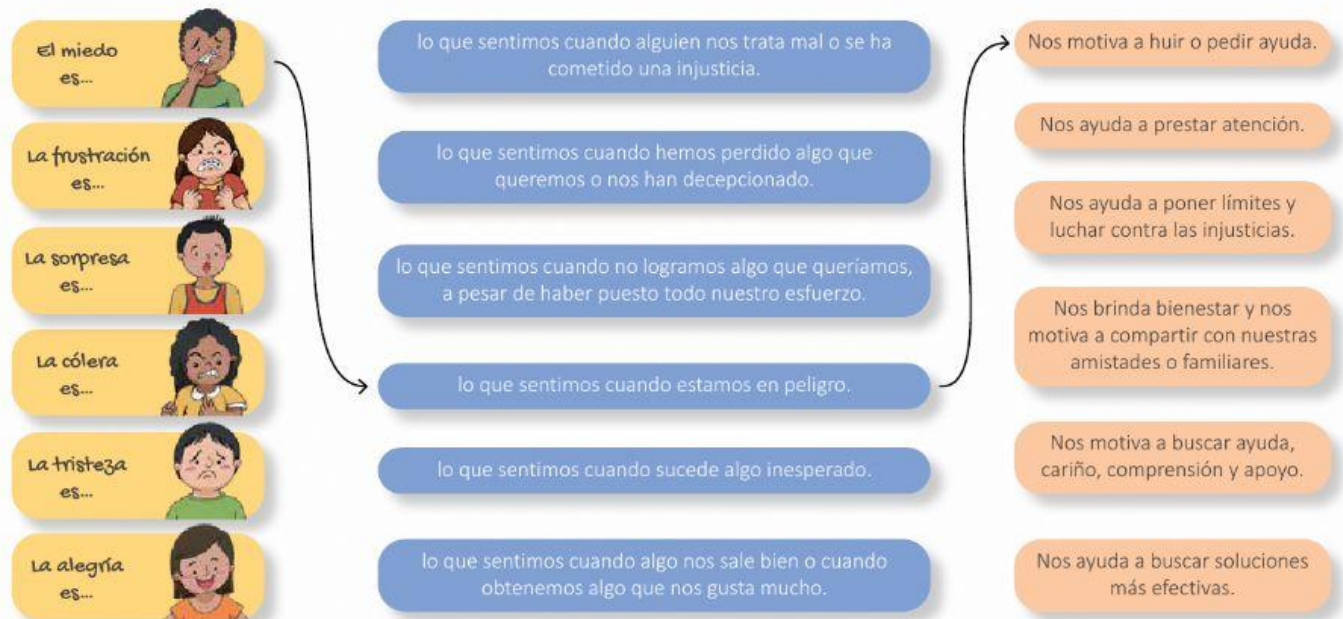 El miedo
es...
La frustración
es...
La sorpresa
es...
La cólera
es...
La tristeza
es...
La alegría
es...
lo que sentimos cuando alguien nos trata mal o se ha
cometido una injusticia.
lo que sentimos cuando hemos perdido algo que
queremos o nos han decepcionado.
lo que sentimos cuando no logramos algo que queríamos,
a pesar de haber puesto todo nuestro esfuerzo.
lo que sentimos cuando estamos en peligro.
lo que sentimos cuando sucede algo inesperado.
lo que sentimos cuando algo nos sale bien o cuando
obtenemos algo que nos gusta mucho.
Nos motiva a huir o pedir ayuda.
Nos ayuda a prestar atención.
Nos ayuda a poner límites y
luchar contra las injusticias.
Nos brinda bienestar y nos
motiva a compartir con nuestras
amistades o familiares.
Nos motiva a buscar ayuda,
cariño, comprensión y apoyo.
Nos ayuda a buscar soluciones
más efectivas.